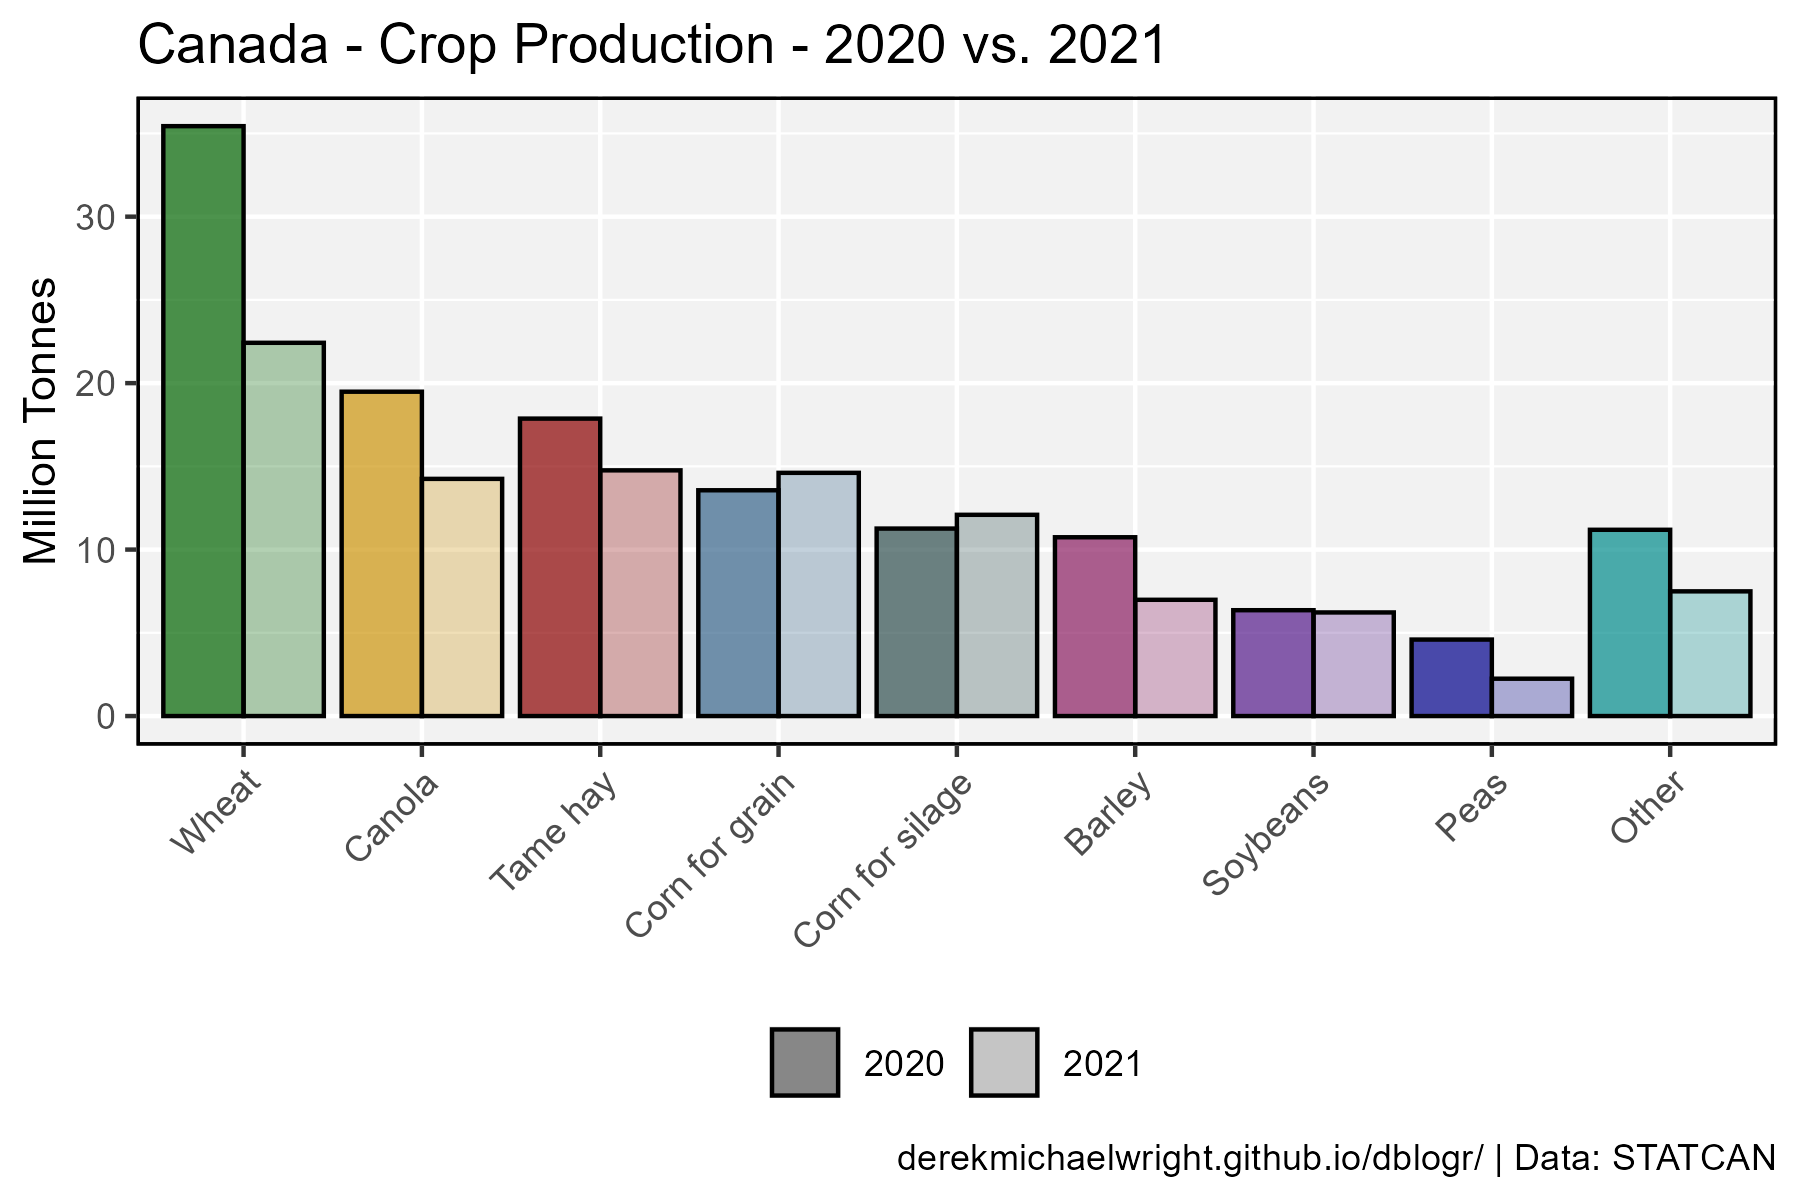 Canada - Crop Production - 2020 vs. 2021
Million Tonnes
30
20
10
0
Wheat
Canola
Tame hay
Corn for grain
Corn for silage
Barley
Soybeans
Peas
Other
2020
2021
derekmichaelwright.github.io/dblogr/ | Data: STATCAN